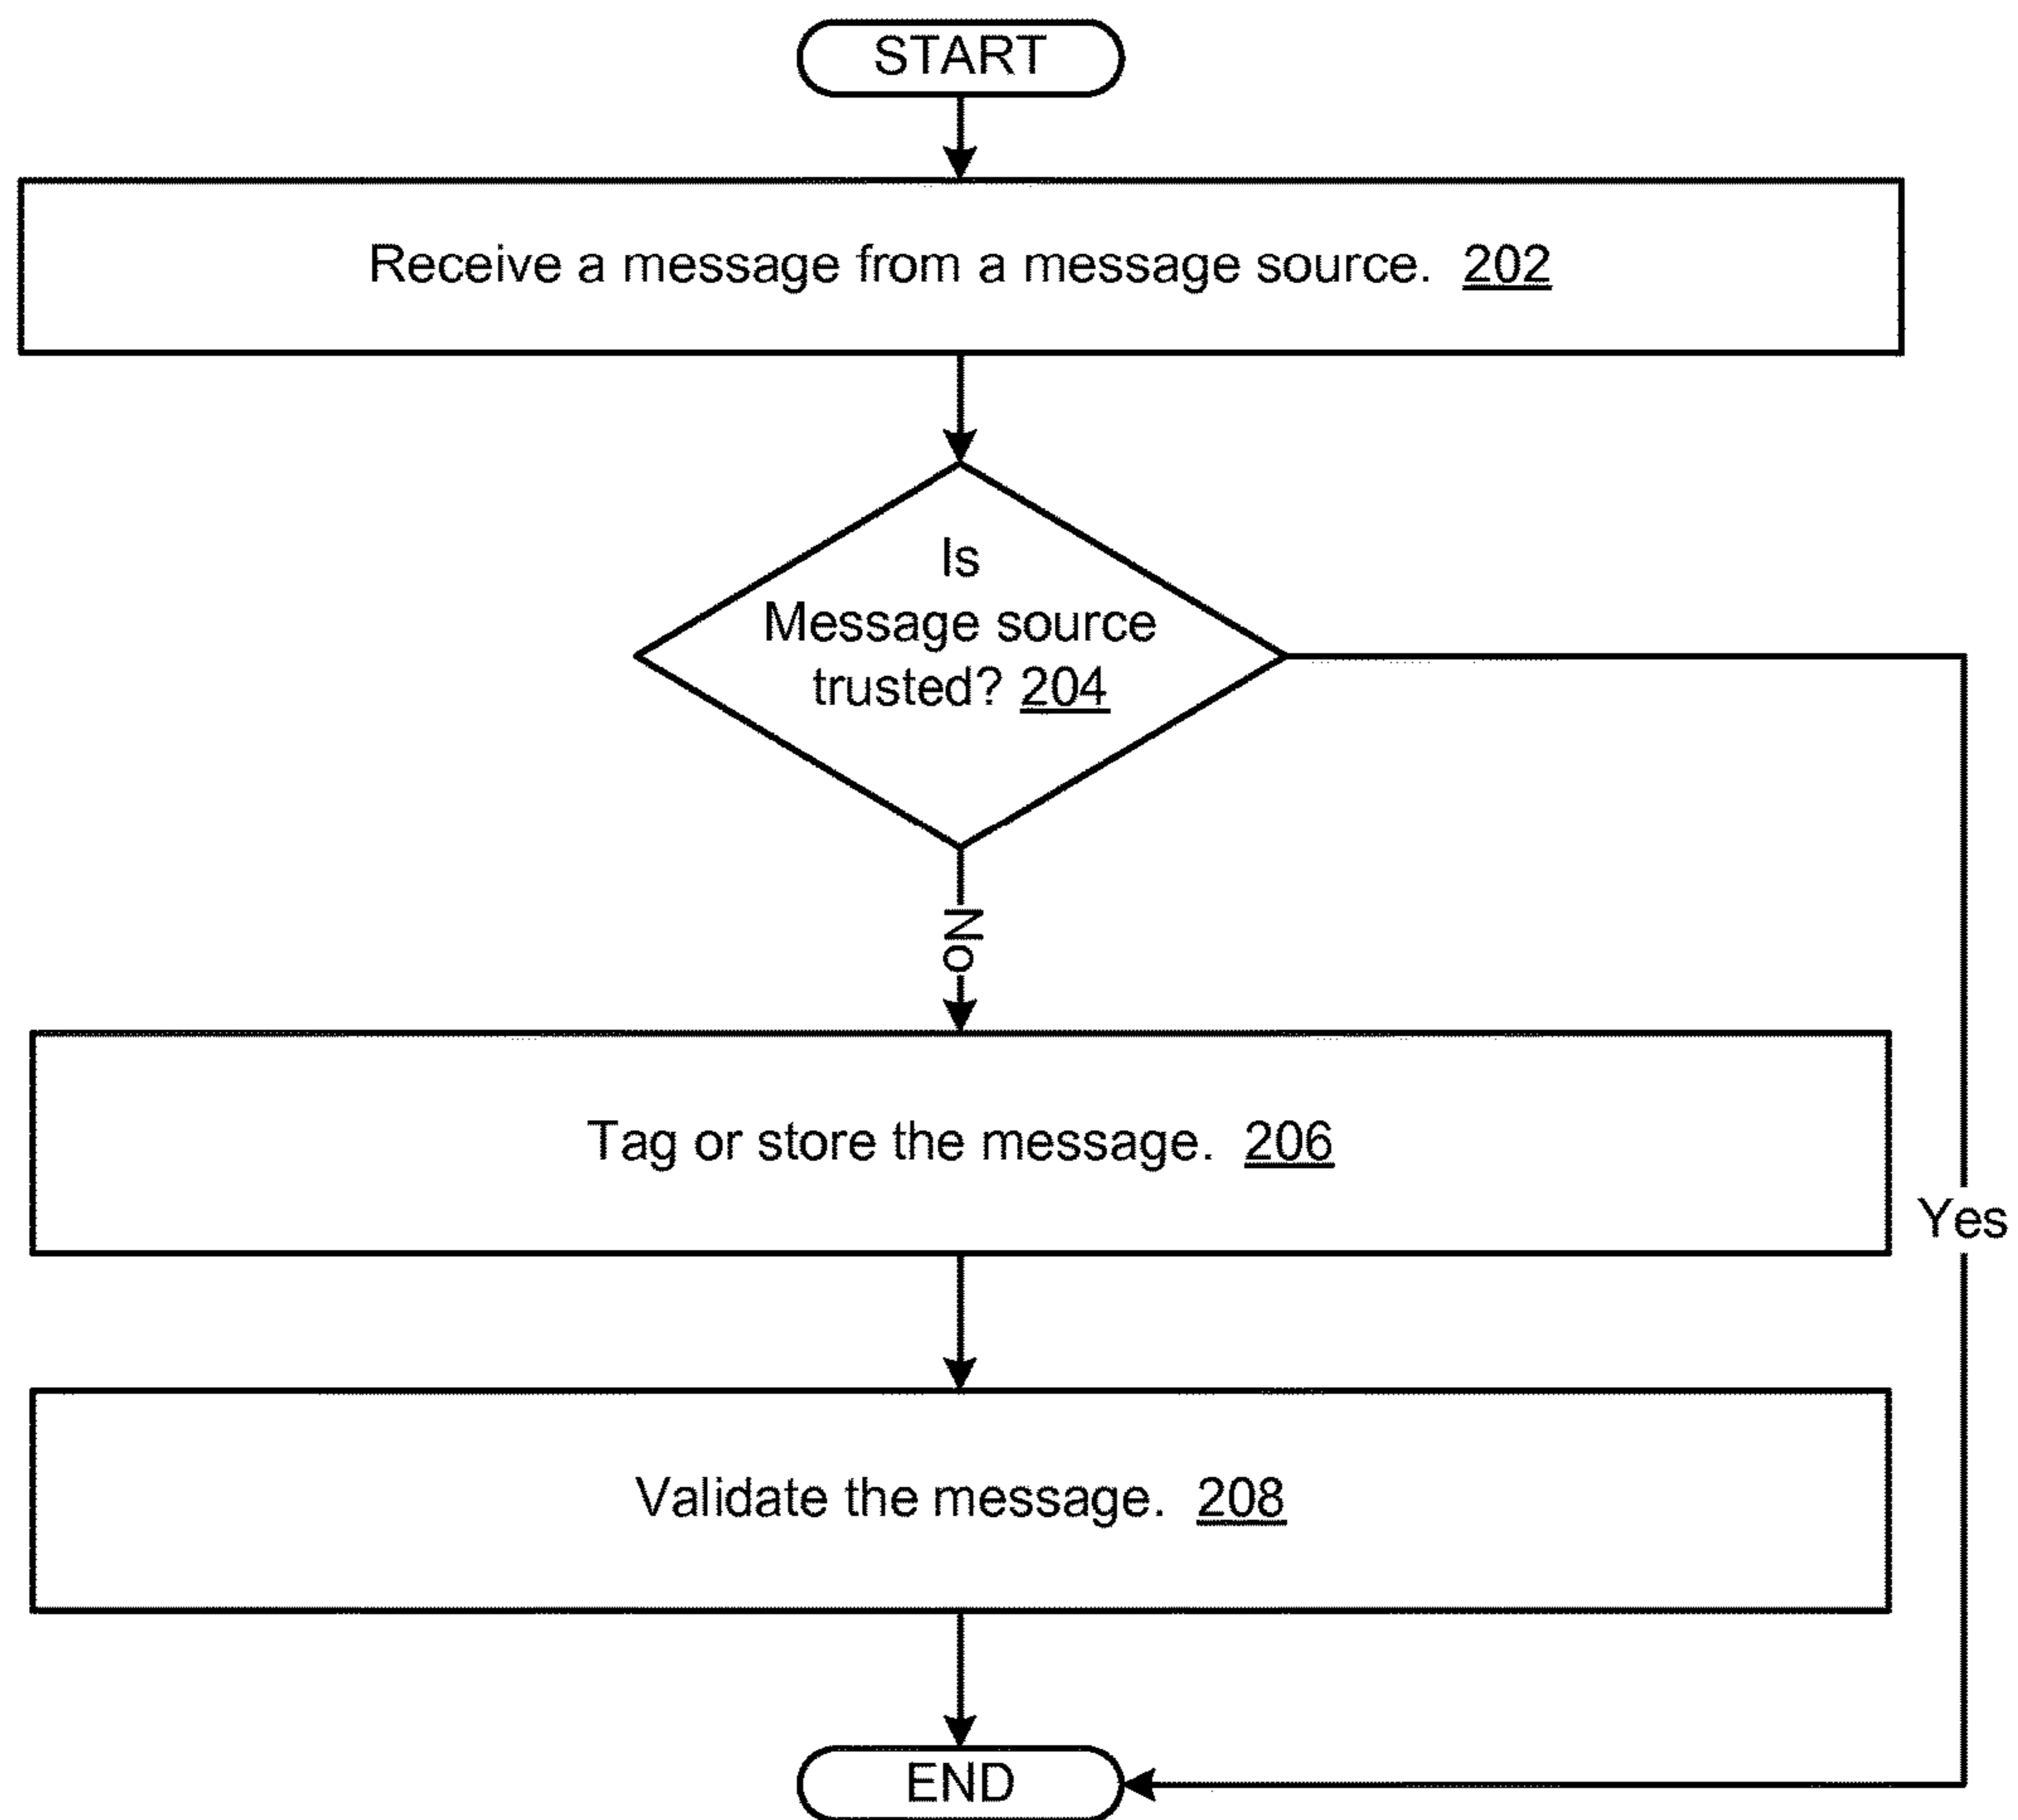 START
Receive a message from a message source. 202
Is
Message source
trusted? 204
No
Tag or store the message. 206
Yes
Validate the message. 208
END